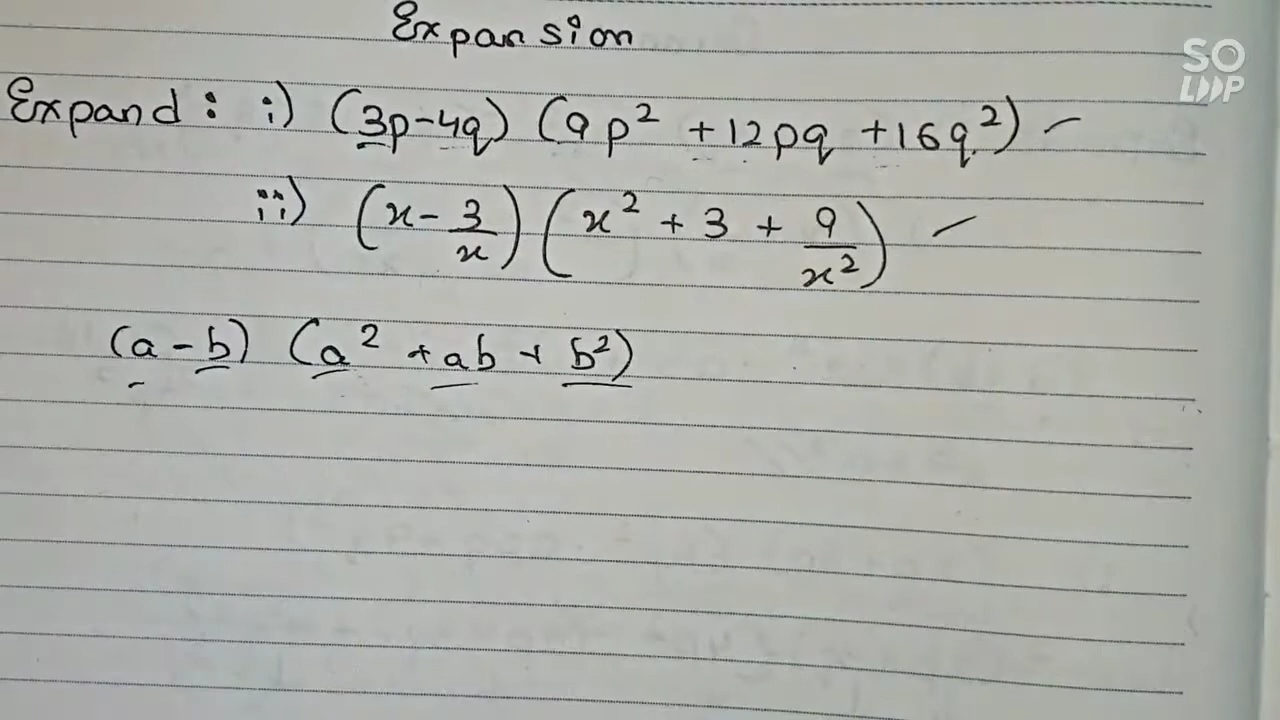 Expansion
SO
LOOP
Expand : i) (3p-4q) (9p² +12pq +16q²) –
ii) (x - 3/x) (x² + 3 + 9/x²) –
(a - b) (a² + ab + b²)